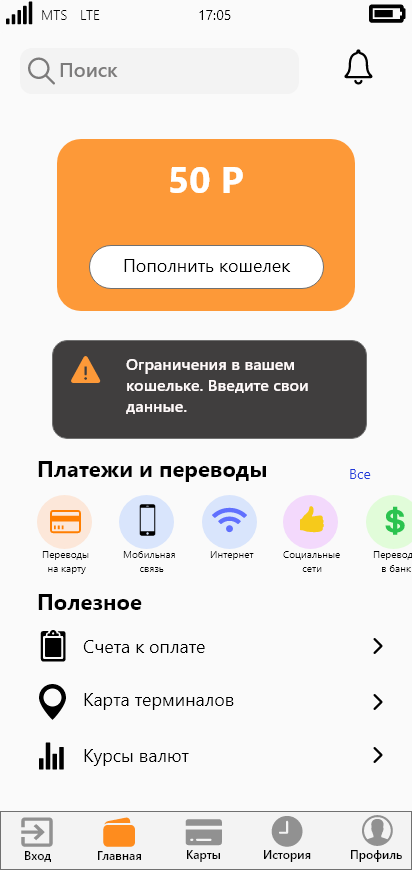 MTS LTE 17:05
Поиск
50 Р
Пополнить кошелек
Ограничения в вашем
кошельке. Введите свои
данные.
Платежи и переводы
Все
Переводы
на карту
Мобильная
связь
Интернет
Социальные
сети
Перевод
в банк
Полезное
Счета к оплате
Карта терминалов
Курсы валют
Вход
Главная
Карты
История
Профиль